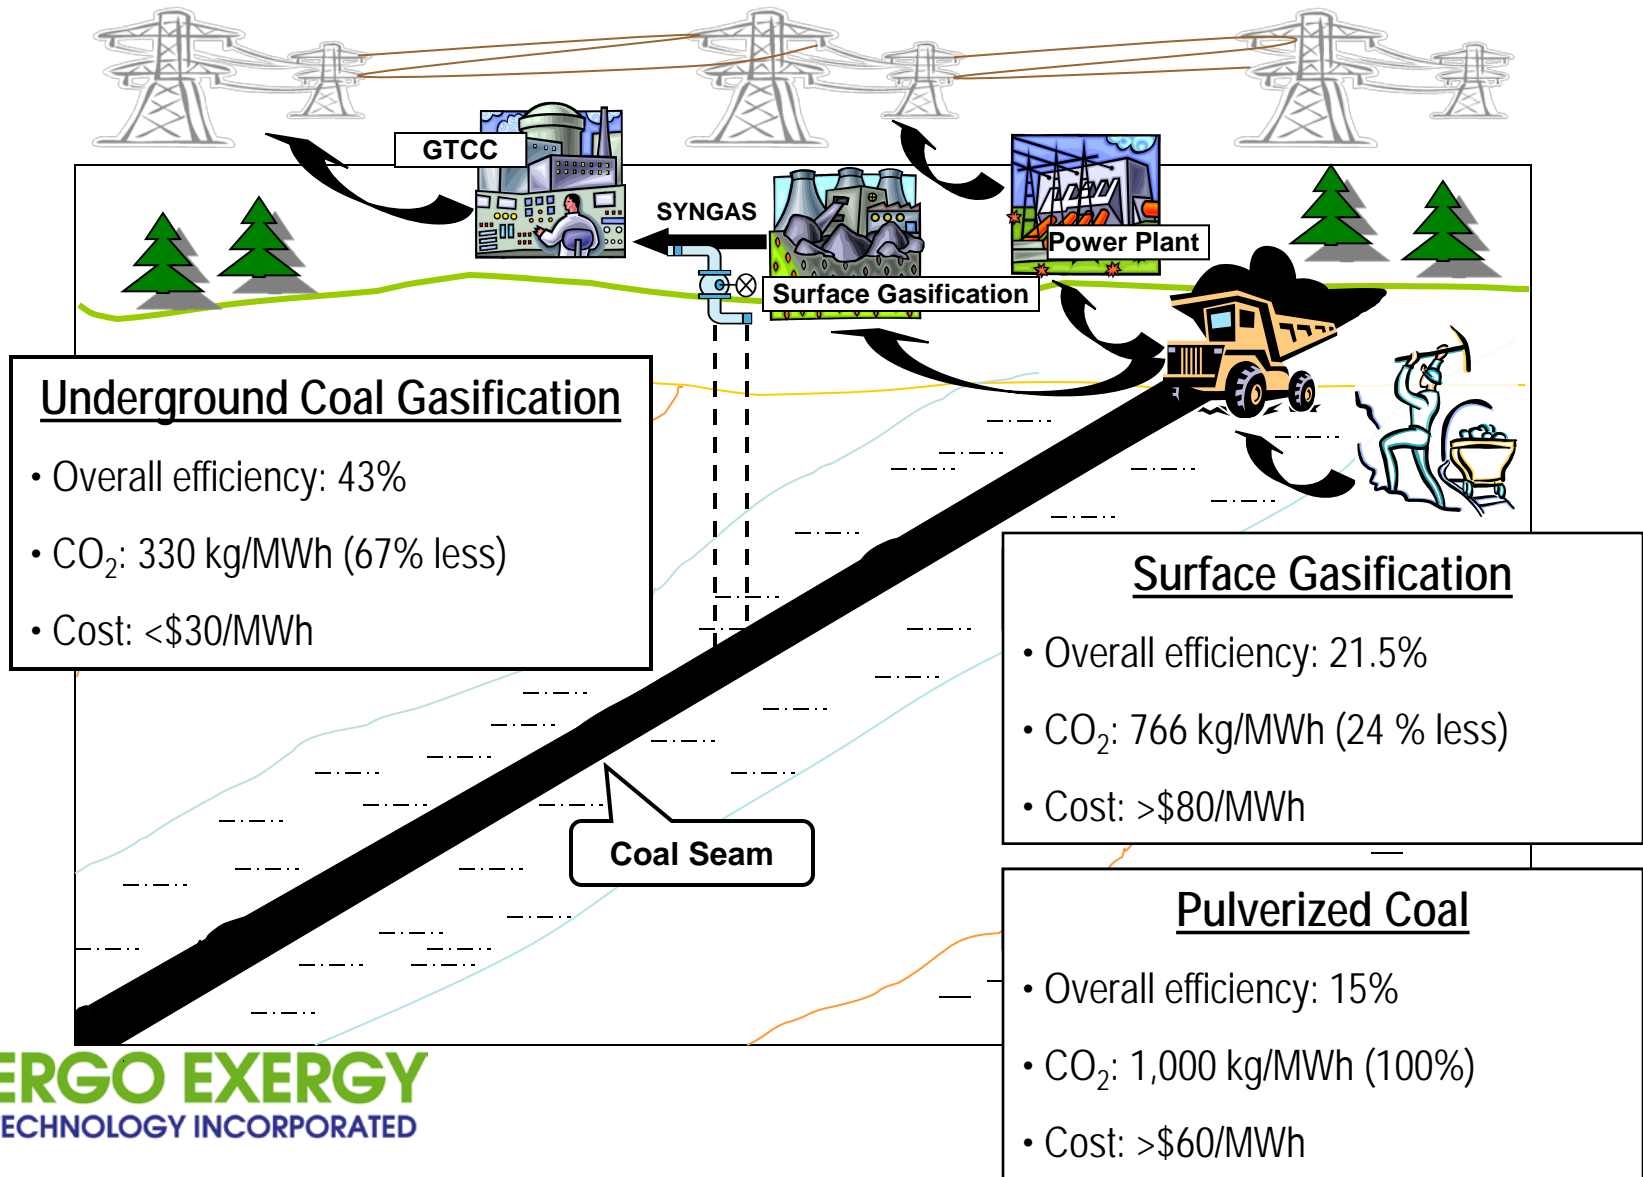 GTCC
SYNGAS
Power Plant
Surface Gasification
Underground Coal Gasification
• Overall efficiency: 43%
• CO₂: 330 kg/MWh (67% less)
• Cost: <$30/MWh
Surface Gasification
• Overall efficiency: 21.5%
• CO₂: 766 kg/MWh (24 % less)
• Cost: >$80/MWh
Coal Seam
Pulverized Coal
• Overall efficiency: 15%
• CO₂: 1,000 kg/MWh (100%)
• Cost: >$60/MWh
ERGO EXERGY
ECHNOLOGY INCORPORATED